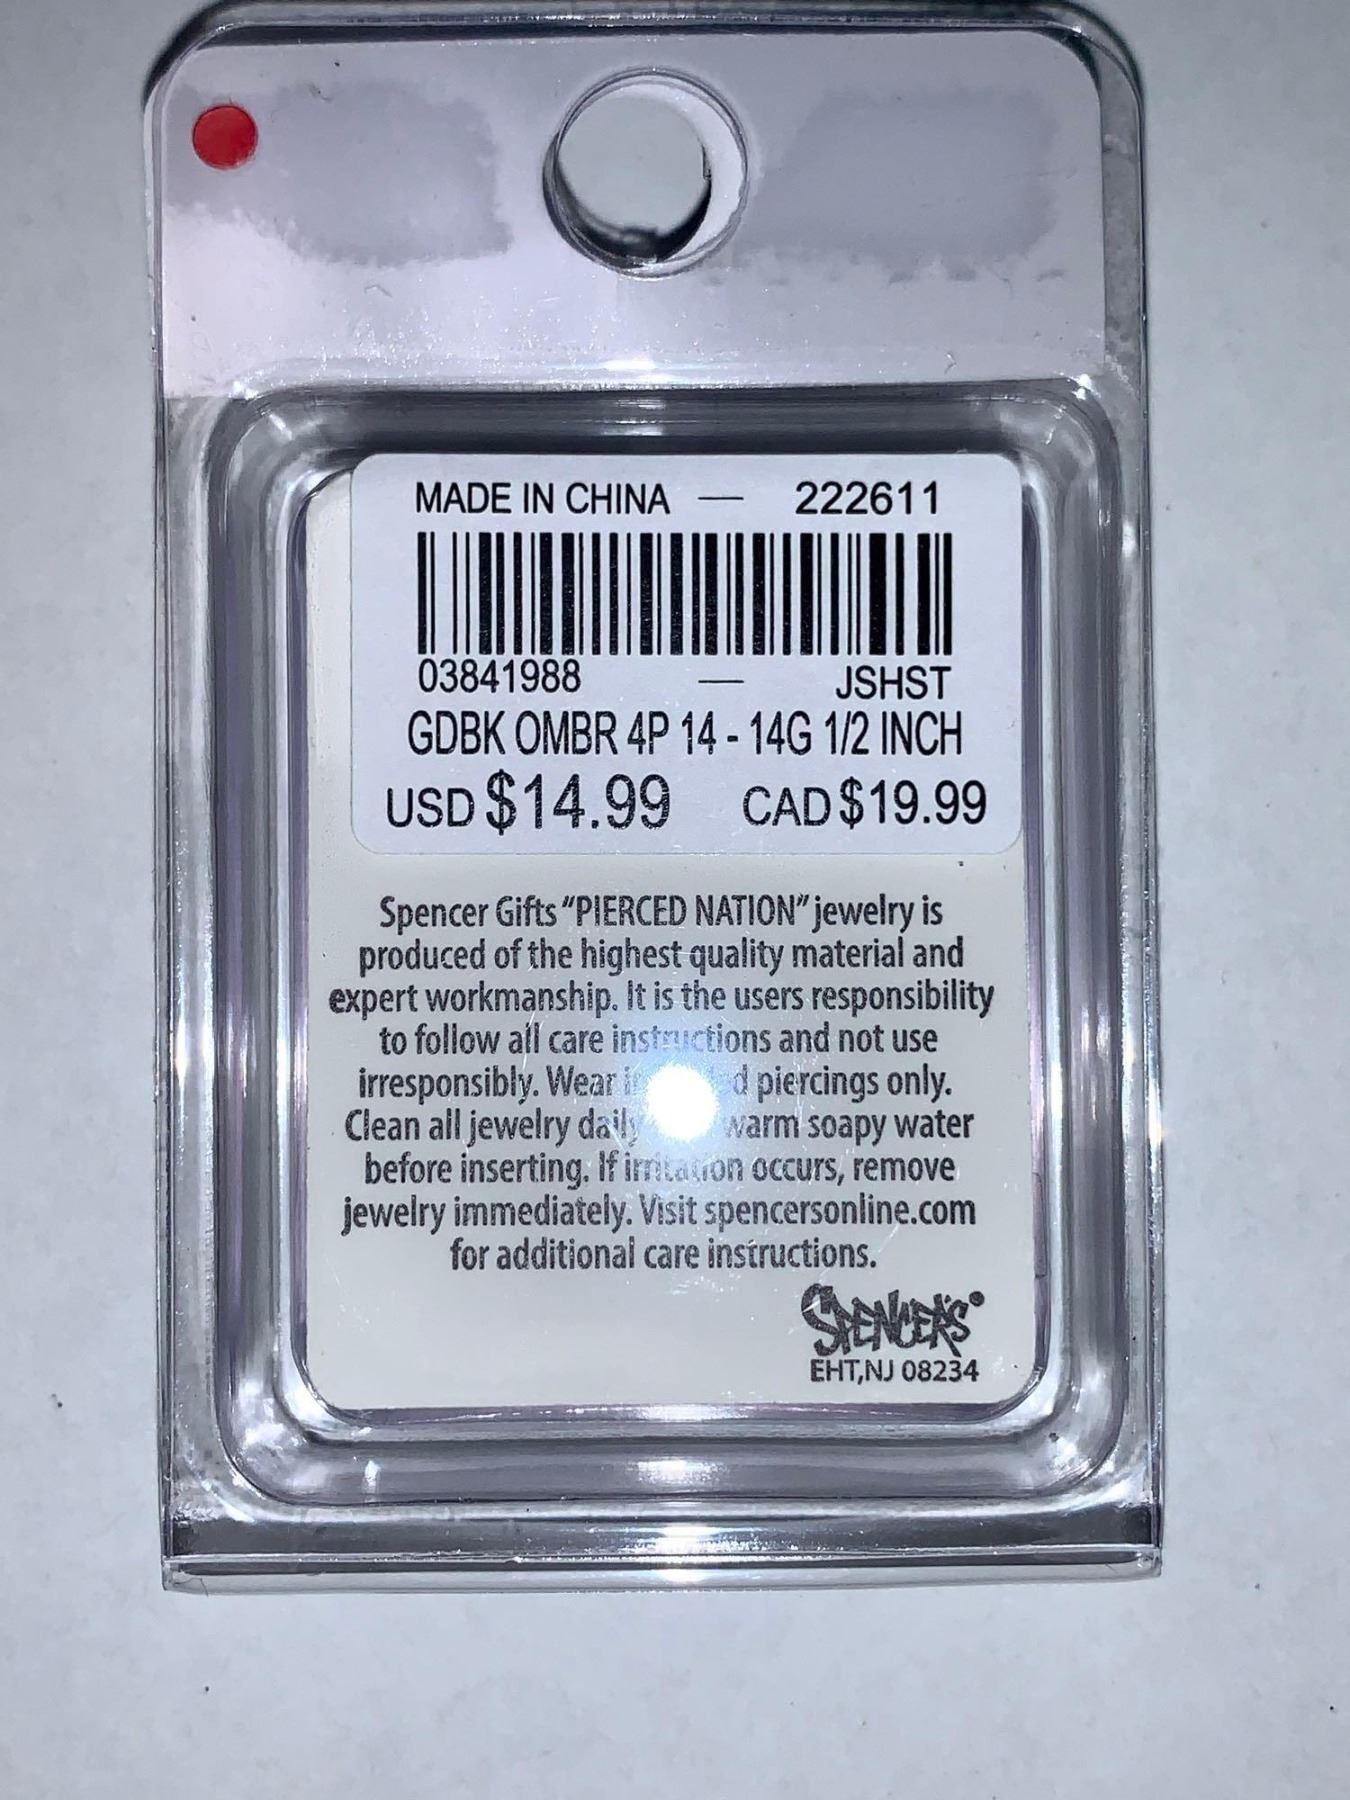 MADE IN CHINA — 222611
03841988 — JSHST
GDBK OMBR 4P 14 - 14G 1/2 INCH
USD $14.99 CAD $19.99
Spencer Gifts “PIERCED NATION” jewelry is
produced of the highest quality material and
expert workmanship. It is the users responsibility
to follow all care instructions and not use
irresponsibly. Wear piercings only.
Clean all jewelry daily warm soapy water
before inserting. If irritation occurs, remove
jewelry immediately. Visit spencersonline.com
for additional care instructions.
SPENCER'S
EHT,NJ 08234